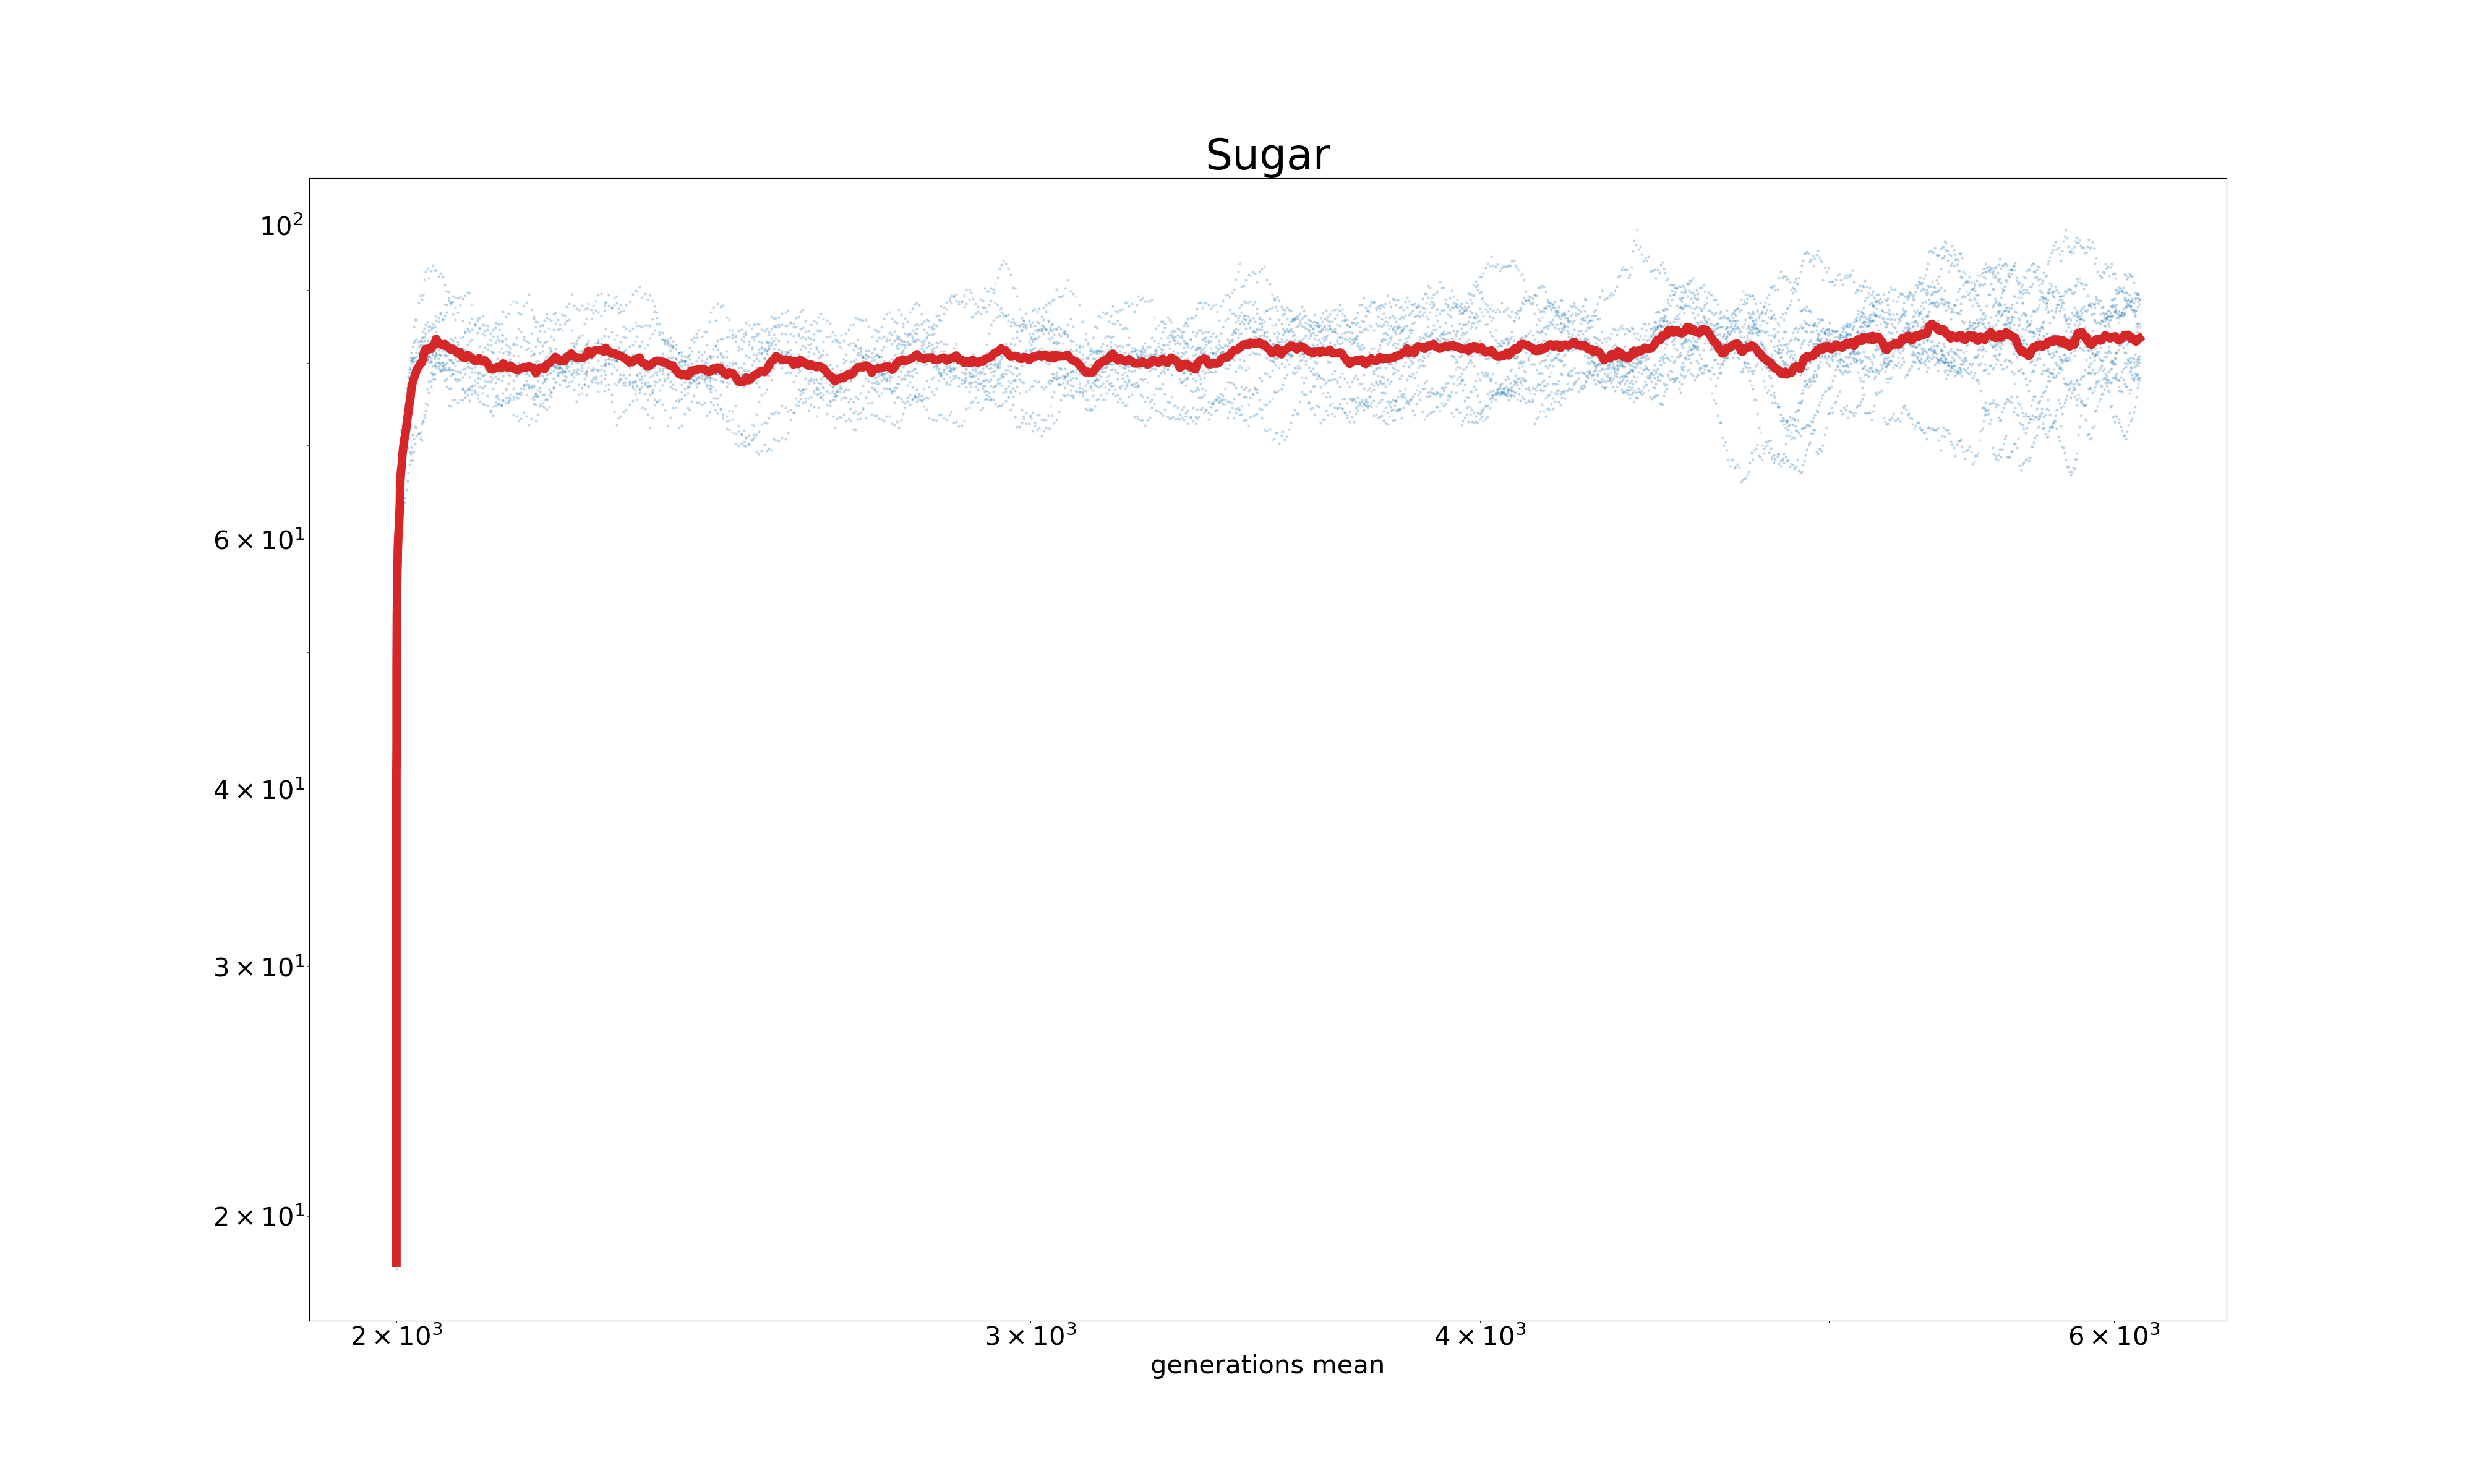 Sugar
10²
6 × 10¹
4 × 10¹
3 × 10¹
2 × 10¹
2 × 10³ 3 × 10³ 4 × 10³ 6 × 10³
generations mean